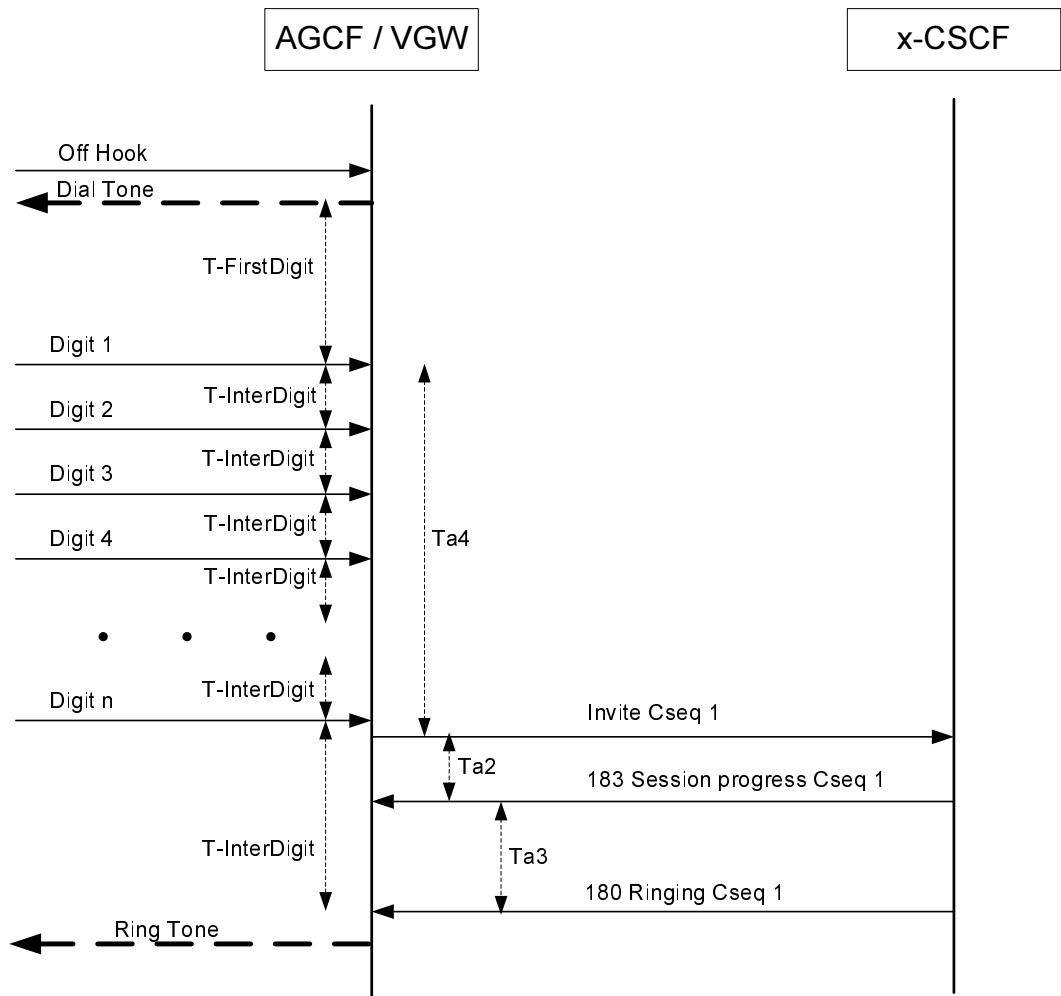 AGCF / VGW
x-CSCF
Off Hook
Dial Tone
T-FirstDigit
Digit 1
T-InterDigit
Digit 2
T-InterDigit
Digit 3
T-InterDigit
Digit 4
Ta4
T-InterDigit
T-InterDigit
Digit n
Invite Cseq 1
Ta2
183 Session progress Cseq 1
T-InterDigit
Ta3
180 Ringing Cseq 1
Ring Tone